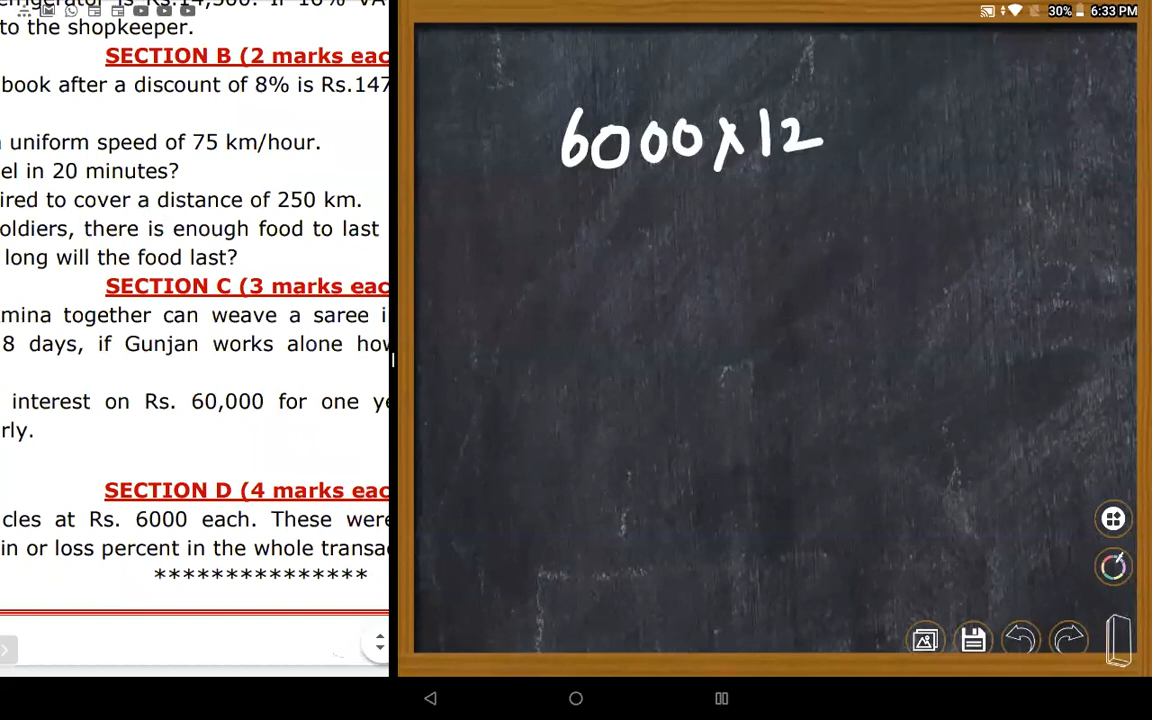 to the shopkeeper.
SECTION B (2 marks eac
book after a discount of 8% is Rs.147
uniform speed of 75 km/hour.
el in 20 minutes?
ired to cover a distance of 250 km.
oldiers, there is enough food to last
long will the food last?
SECTION C (3 marks eac
mina together can weave a saree i
8 days, if Gunjan works alone how
interest on Rs. 60,000 for one ye
rly.
SECTION D (4 marks eac
cles at Rs. 6000 each. These were
in or loss percent in the whole transac
***************
30% 6:33 PM
6000x12